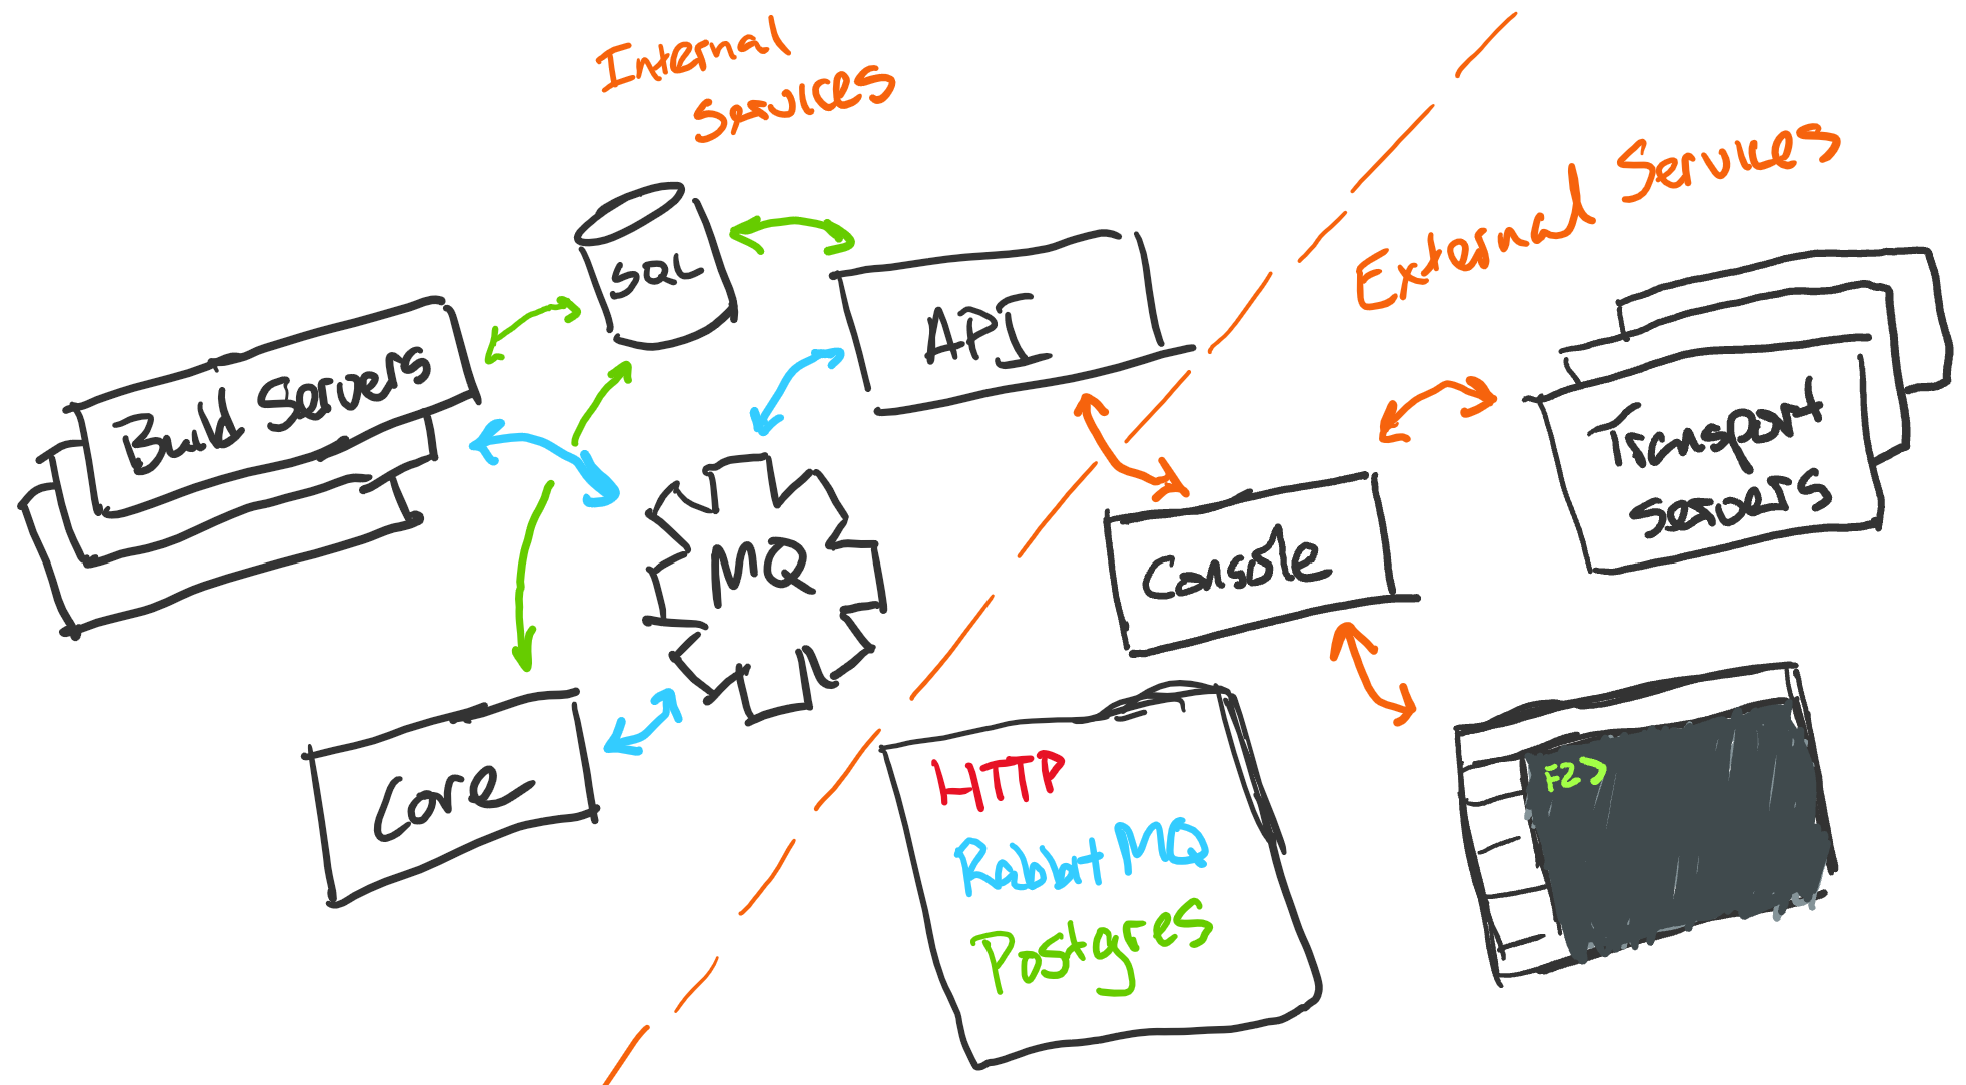 Internal
Services
External Services
SQL
API
Build Servers
Transport
Servers
MQ
Console
Core
HTTP
RabbitMQ
Postgres
F2>